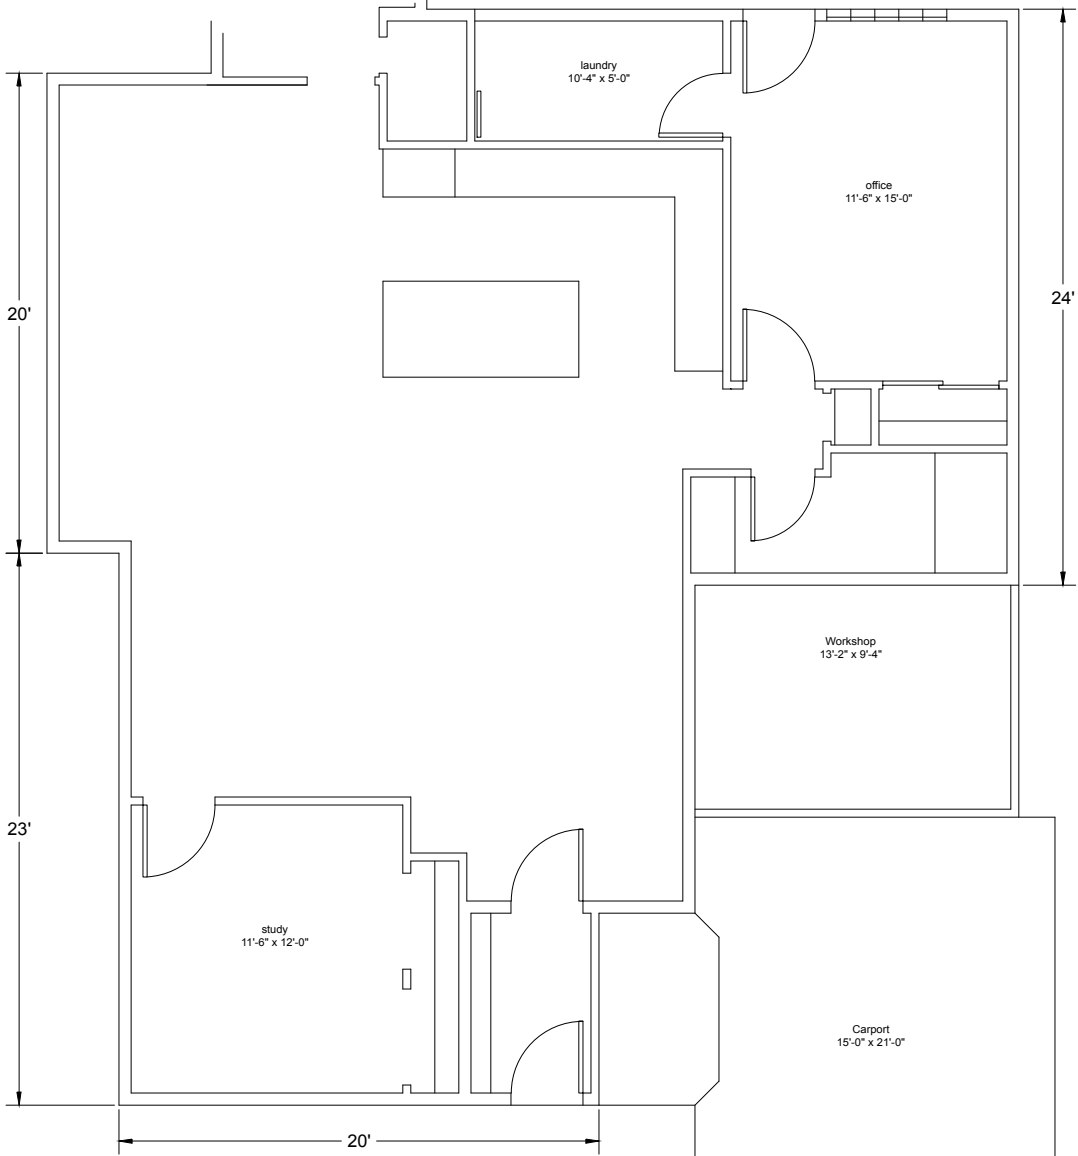 laundry
10'-4" x 5'-0"
office
11'-6" x 15'-0"
24'
20'
Workshop
13'-2" x 9'-4"
23'
study
11'-6" x 12'-0"
Carport
15'-0" x 21'-0"
20'